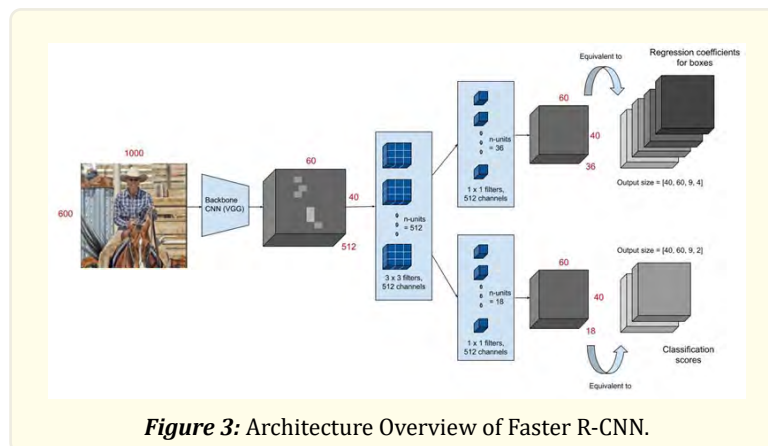 1000
600
Backbone
CNN (VGG)
60
40
512
n-units
= 512
3 x 3 filters,
512 channels
n-units
= 36
1 x 1 filters,
512 channels
60
40
36
Equivalent to
Regression coefficients
for boxes
Output size = [40, 60, 9, 4]
n-units
= 18
1 x 1 filters,
512 channels
60
40
18
Output size = [40, 60, 9, 2]
Classification
scores
Equivalent to
Figure 3: Architecture Overview of Faster R-CNN.